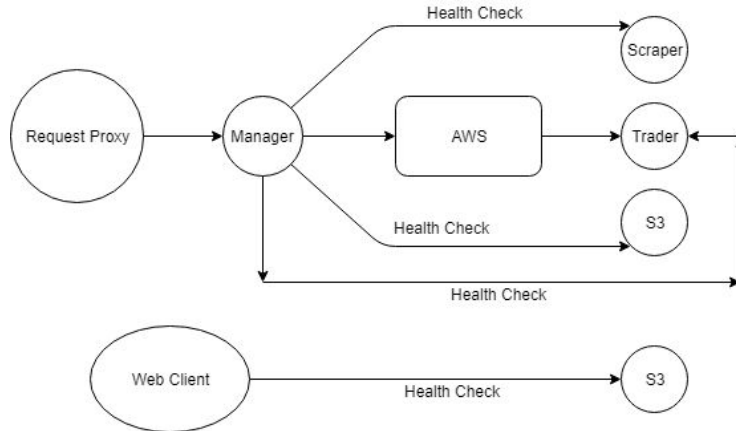 Health Check
Scraper
Request Proxy
Manager
AWS
Trader
Health Check
S3
Health Check
Web Client
Health Check
S3